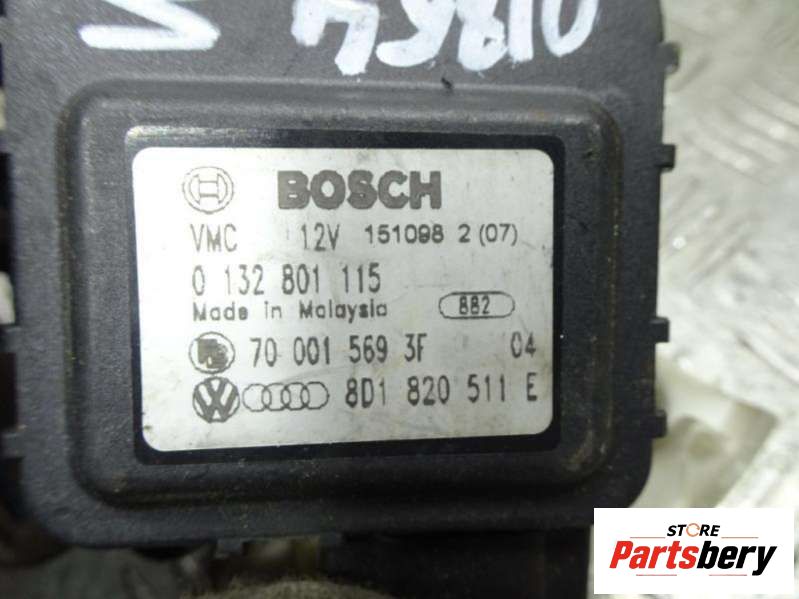 BOSCH
VMC 12V 151098 2 (07)
0 132 801 115
Made in Malaysia 882
70 001 569 3F 04
8D1 820 511 E
STORE
Partsbery